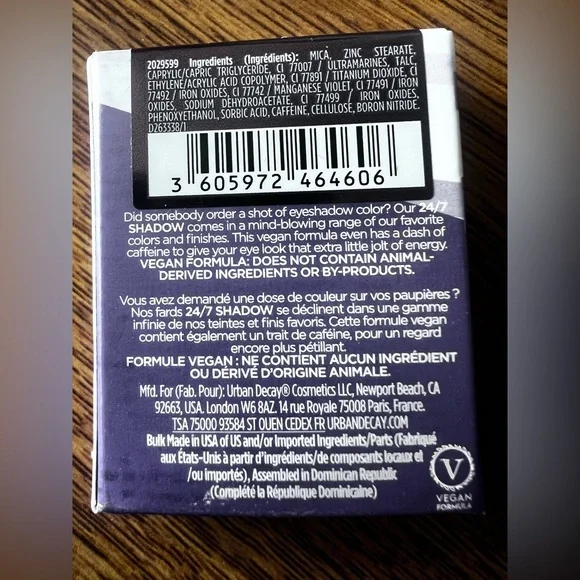 2029599 Ingredients (Ingrédients): MICA, ZINC STEARATE,
CAPRYLIC/CAPRIC TRIGLYCERIDE, CI 77007 / ULTRAMARINES, TALC,
ETHYLENE/ACRYLIC ACID COPOLYMER, CI 77891 / TITANIUM DIOXIDE, CI
77492 / IRON OXIDES, CI 77742 / MANGANESE VIOLET, CI 77491 / IRON
OXIDES, SODIUM DEHYDROACETATE, CI 77499 / IRON OXIDES,
PHENOXYETHANOL, SORBIC ACID, CAFFEINE, CELLULOSE, BORON NITRIDE.
D263338/1
3 605972 464606
Did somebody order a shot of eyeshadow color? Our 24/7
SHADOW comes in a mind-blowing range of our favorite
colors and finishes. This vegan formula even has a dash of
caffeine to give your eye look that extra little jolt of energy.
VEGAN FORMULA: DOES NOT CONTAIN ANIMAL-
DERIVED INGREDIENTS OR BY-PRODUCTS.
Vous avez demandé une dose de couleur sur vos paupières ?
Nos fards 24/7 SHADOW se déclinent dans une gamme
infinie de nos teintes et finis favoris. Cette formule vegan
contient également un trait de caféine, pour un regard
encore plus pétillant.
FORMULE VEGAN : NE CONTIENT AUCUN INGRÉDIENT
OU DÉRIVÉ D'ORIGINE ANIMALE.
Mfd. For (Fab. Pour): Urban Decay® Cosmetics LLC, Newport Beach, CA
92663, USA. London W6 8AZ. 14 rue Royale 75008 Paris, France.
TSA 75000 93584 ST OUEN CEDEX FR URBANDECAY.COM
Bulk Made in USA of US and/or Imported Ingredients/Parts (Fabriqué
aux États-Unis à partir d'ingrédients/de composants locaux et
/ou importés), Assembled in Dominican Republic
(Complété la République Dominicaine)
V
VEGAN
FORMULA